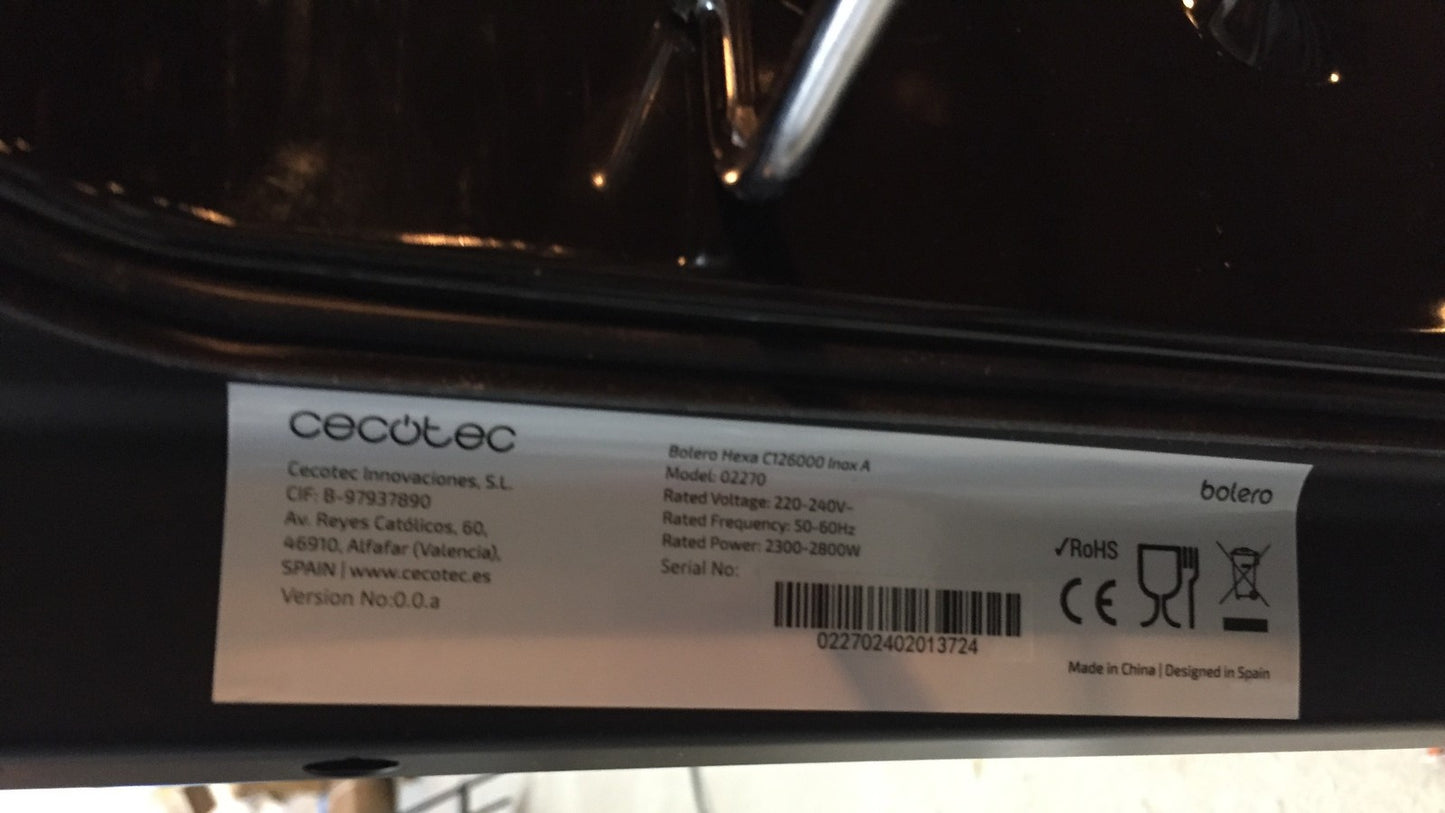 cecotec
Cecotec Innovaciones, S.L.
CIF: B-97937890
Av. Reyes Católicos, 60,
46910, Alfafar (Valencia),
SPAIN | www.cecotec.es
Version No:0.0.a
Bolero Hexa C126000 Inox A
Model: 02270
Rated Voltage: 220-240V~
Rated Frequency: 50-60Hz
Rated Power: 2300-2800W
Serial No:
022702402013724
bolero
✓RoHS
CE
Made in China | Designed in Spain